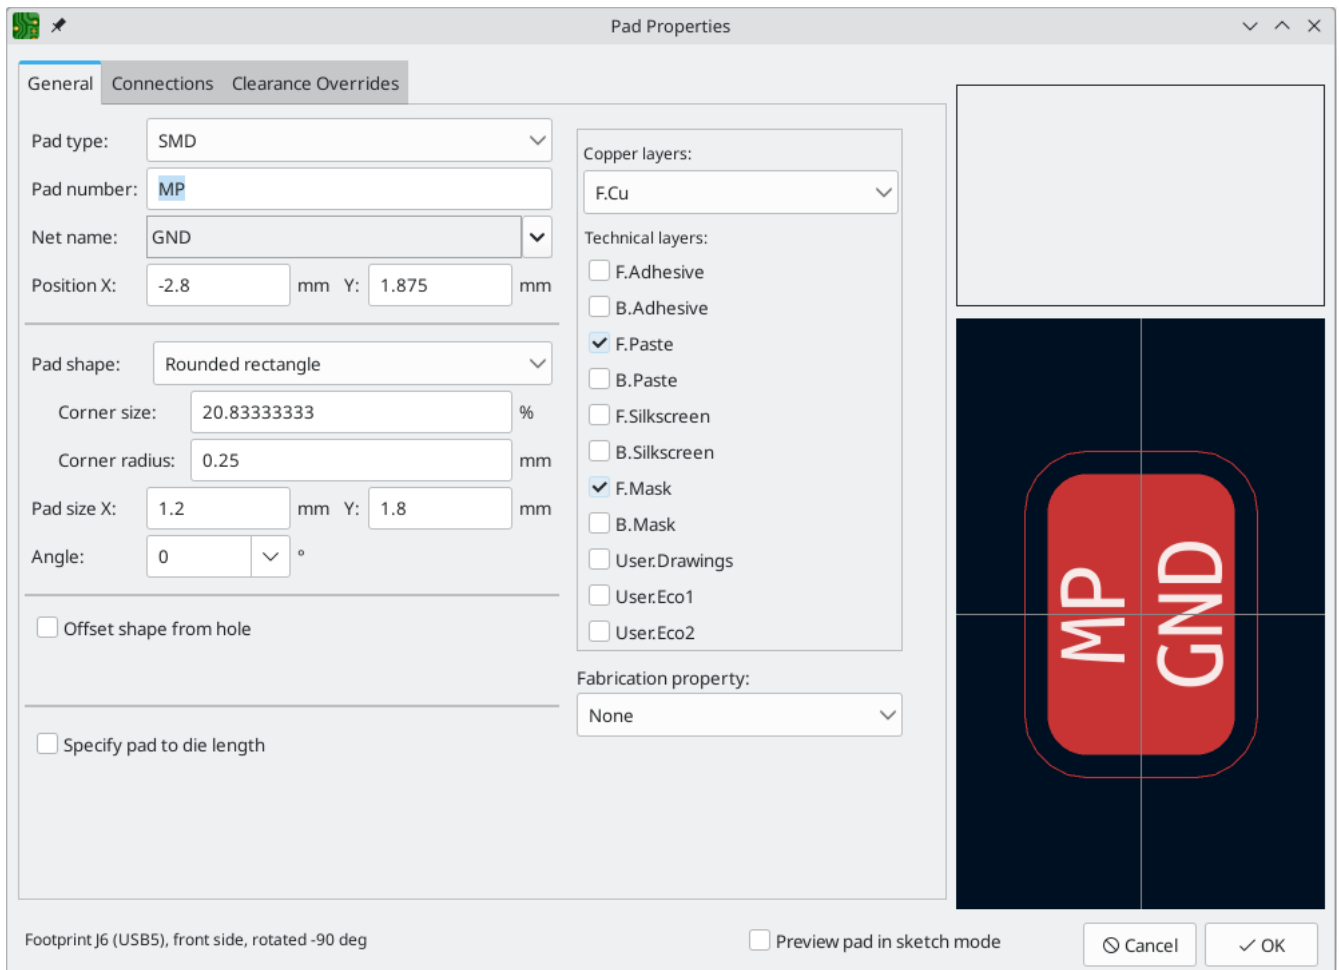 Pad Properties
General Connections Clearance Overrides
Pad type: SMD
Pad number: MP
Net name: GND
Position X: -2.8 mm Y: 1.875 mm
Pad shape: Rounded rectangle
Corner size: 20.83333333 %
Corner radius: 0.25 mm
Pad size X: 1.2 mm Y: 1.8 mm
Angle: 0 °
Offset shape from hole
Specify pad to die length
Copper layers:
F.Cu
Technical layers:
F.Adhesive
B.Adhesive
F.Paste
B.Paste
F.Silkscreen
B.Silkscreen
F.Mask
B.Mask
User.Drawings
User.Eco1
User.Eco2
Fabrication property:
None
MP
GND
Footprint J6 (USB5), front side, rotated -90 deg
Preview pad in sketch mode
Cancel
OK